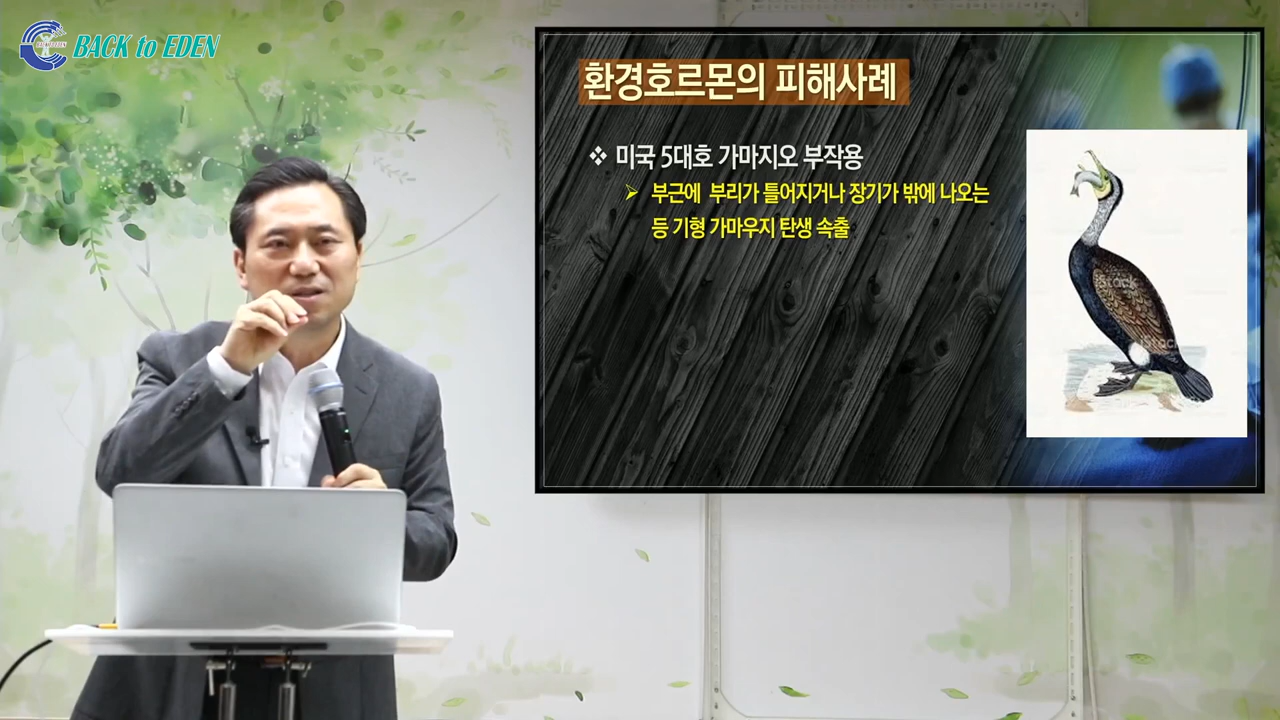 BACK to EDEN
환경호르몬의 피해사례
❖ 미국 5대호 가마지오 부작용
➢ 부근에 부리가 틀어지거나 장기가 밖에 나오는
등 기형 가마우지 탄생 속출
iStock
iStock